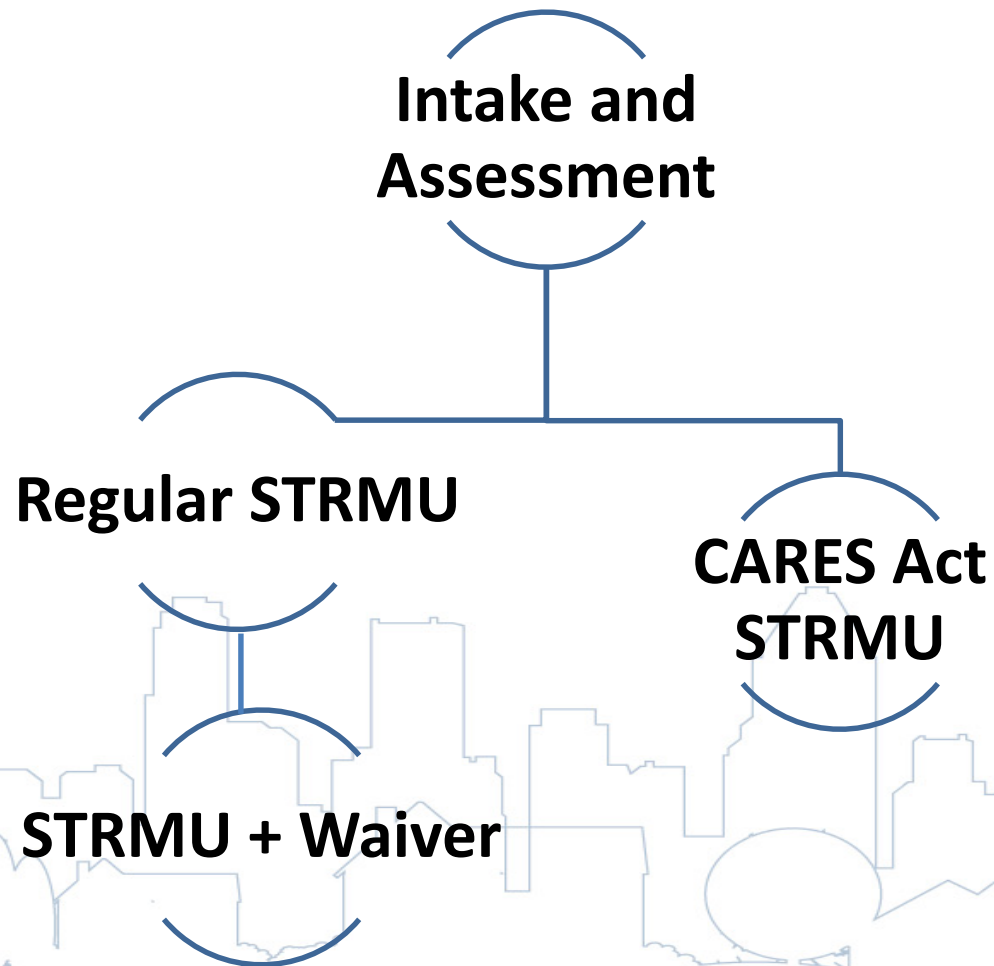 Intake and
Assessment
Regular STRMU
CARES Act
STRMU
STRMU + Waiver